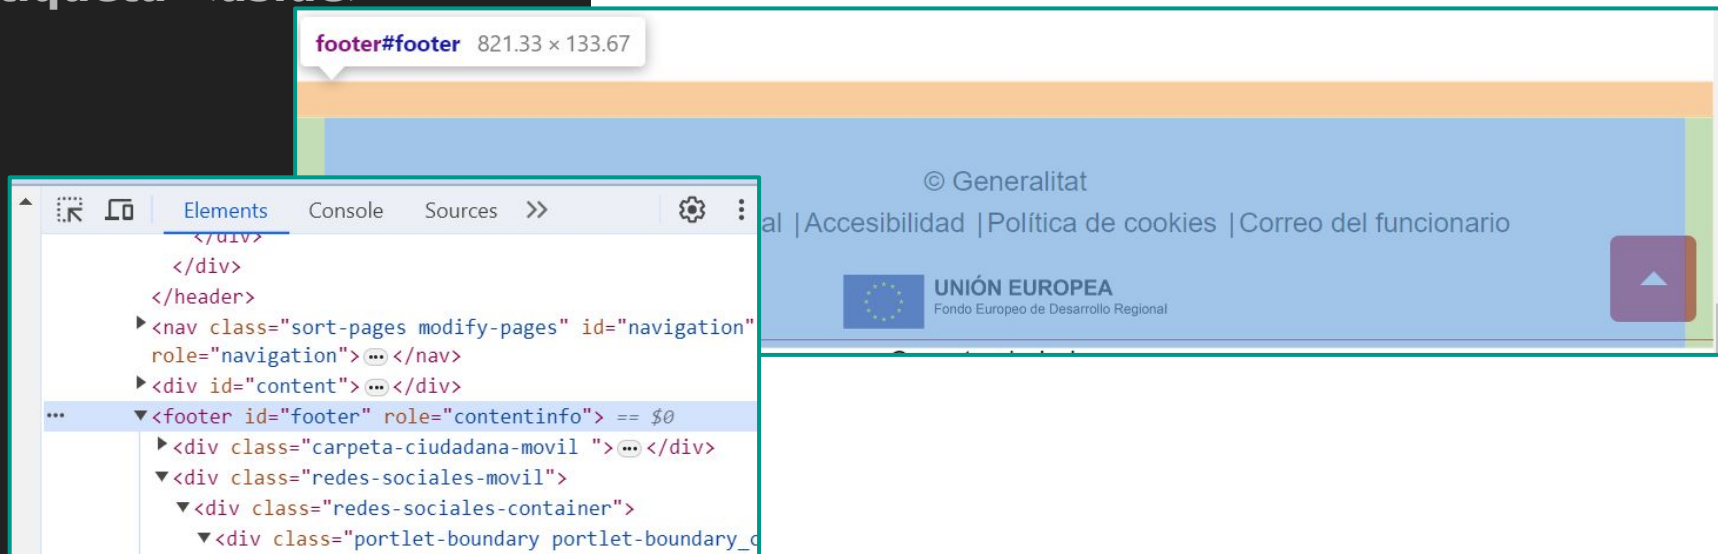 footer#footer 821.33 × 133.67
© Generalitat
al |Accesibilidad |Política de cookies |Correo del funcionario
UNIÓN EUROPEA
Fondo Europeo de Desarrollo Regional
Elements Console Sources
</div>
</div>
</header>
<nav class="sort-pages modify-pages" id="navigation"
role="navigation"> ••• </nav>
<div id="content"> ••• </div>
••• <footer id="footer" role="contentinfo"> == $0
<div class="carpeta-ciudadana-movil "> ••• </div>
<div class="redes-sociales-movil">
<div class="redes-sociales-container">
<div class="portlet-boundary portlet-boundary_